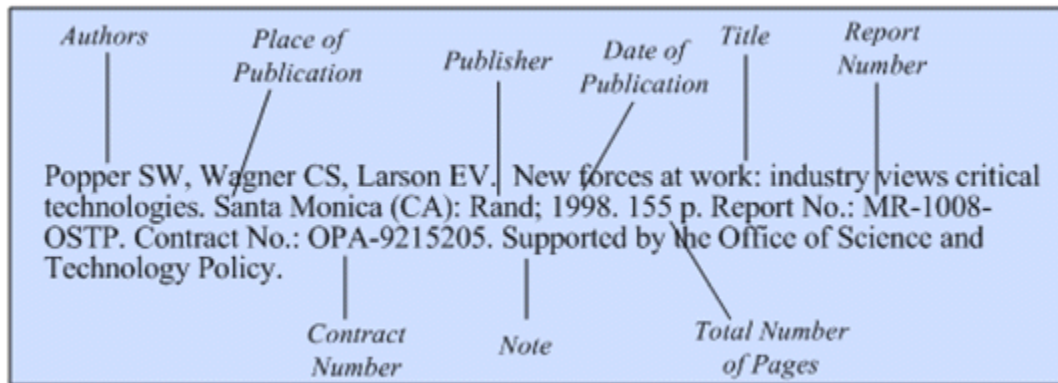 Authors
Place of
Publication
Publisher
Date of
Publication
Title
Report
Number
Popper SW, Wagner CS, Larson EV. New forces at work: industry views critical
technologies. Santa Monica (CA): Rand; 1998. 155 p. Report No.: MR-1008-
OSTP. Contract No.: OPA-9215205. Supported by the Office of Science and
Technology Policy.
Contract
Number
Note
Total Number
of Pages